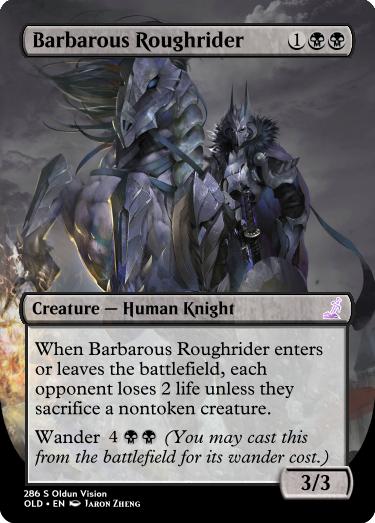 Barbarous Roughrider 1
Creature — Human Knight
When Barbarous Roughrider enters
or leaves the battlefield, each
opponent loses 2 life unless they
sacrifice a nontoken creature.
Wander 4 (You may cast this
from the battlefield for its wander cost.)
3/3
286 S Oldun Vision
OLD • EN Jaron Zheng